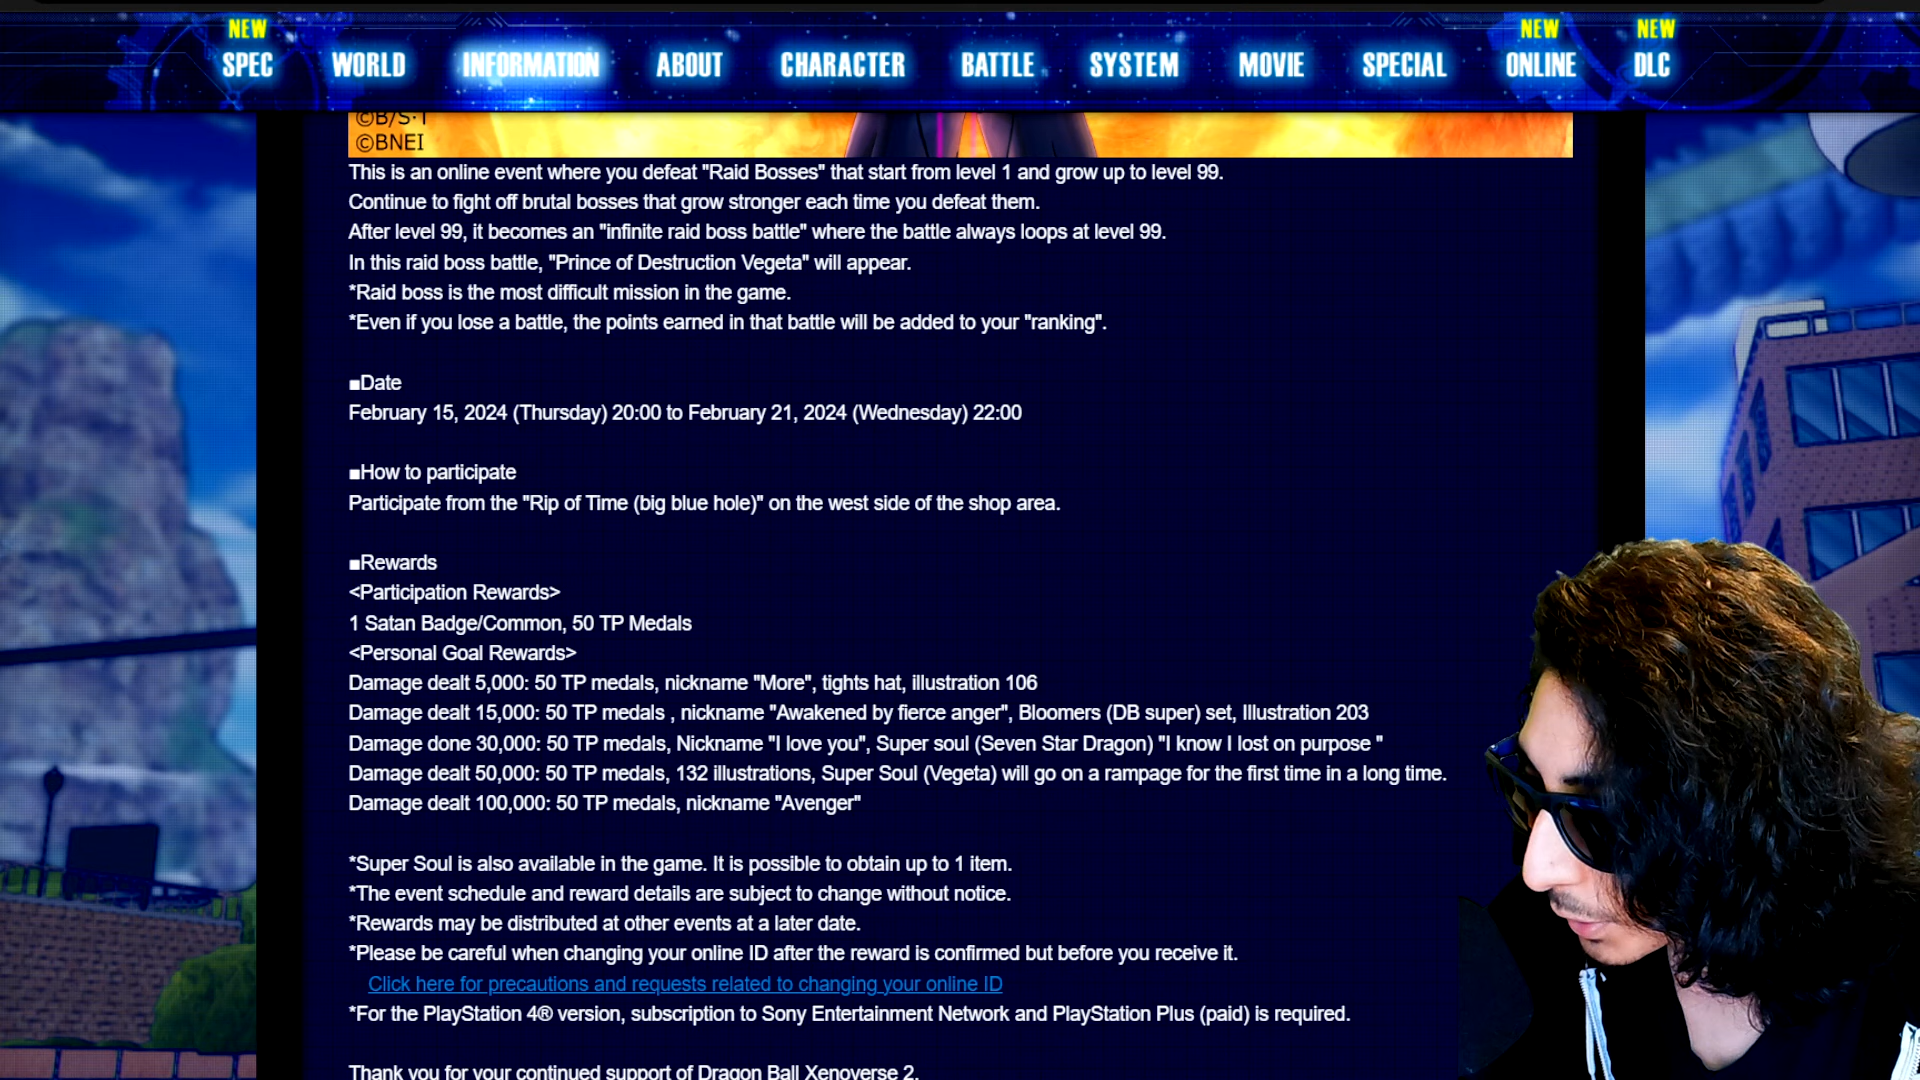 NEW
NEW
NEW
SPEC
WORLD
INFORMATION
ABOUT
CHARACTER
BATTLE
SYSTEM
MOVIE
SPECIAL
ONLINE
DLC
©B/S·T
©BNEI
This is an online event where you defeat "Raid Bosses" that start from level 1 and grow up to level 99.
Continue to fight off brutal bosses that grow stronger each time you defeat them.
After level 99, it becomes an "infinite raid boss battle" where the battle always loops at level 99.
In this raid boss battle, "Prince of Destruction Vegeta" will appear.
*Raid boss is the most difficult mission in the game.
*Even if you lose a battle, the points earned in that battle will be added to your "ranking".
■Date
February 15, 2024 (Thursday) 20:00 to February 21, 2024 (Wednesday) 22:00
■How to participate
Participate from the "Rip of Time (big blue hole)" on the west side of the shop area.
■Rewards
<Participation Rewards>
1 Satan Badge/Common, 50 TP Medals
<Personal Goal Rewards>
Damage dealt 5,000: 50 TP medals, nickname "More", tights hat, illustration 106
Damage dealt 15,000: 50 TP medals , nickname "Awakened by fierce anger", Bloomers (DB super) set, Illustration 203
Damage done 30,000: 50 TP medals, Nickname "I love you", Super soul (Seven Star Dragon) "I know I lost on purpose "
Damage dealt 50,000: 50 TP medals, 132 illustrations, Super Soul (Vegeta) will go on a rampage for the first time in a long time.
Damage dealt 100,000: 50 TP medals, nickname "Avenger"
*Super Soul is also available in the game. It is possible to obtain up to 1 item.
*The event schedule and reward details are subject to change without notice.
*Rewards may be distributed at other events at a later date.
*Please be careful when changing your online ID after the reward is confirmed but before you receive it.
Click here for precautions and requests related to changing your online ID
*For the PlayStation 4® version, subscription to Sony Entertainment Network and PlayStation Plus (paid) is required.
Thank you for your continued support of Dragon Ball Xenoverse 2.